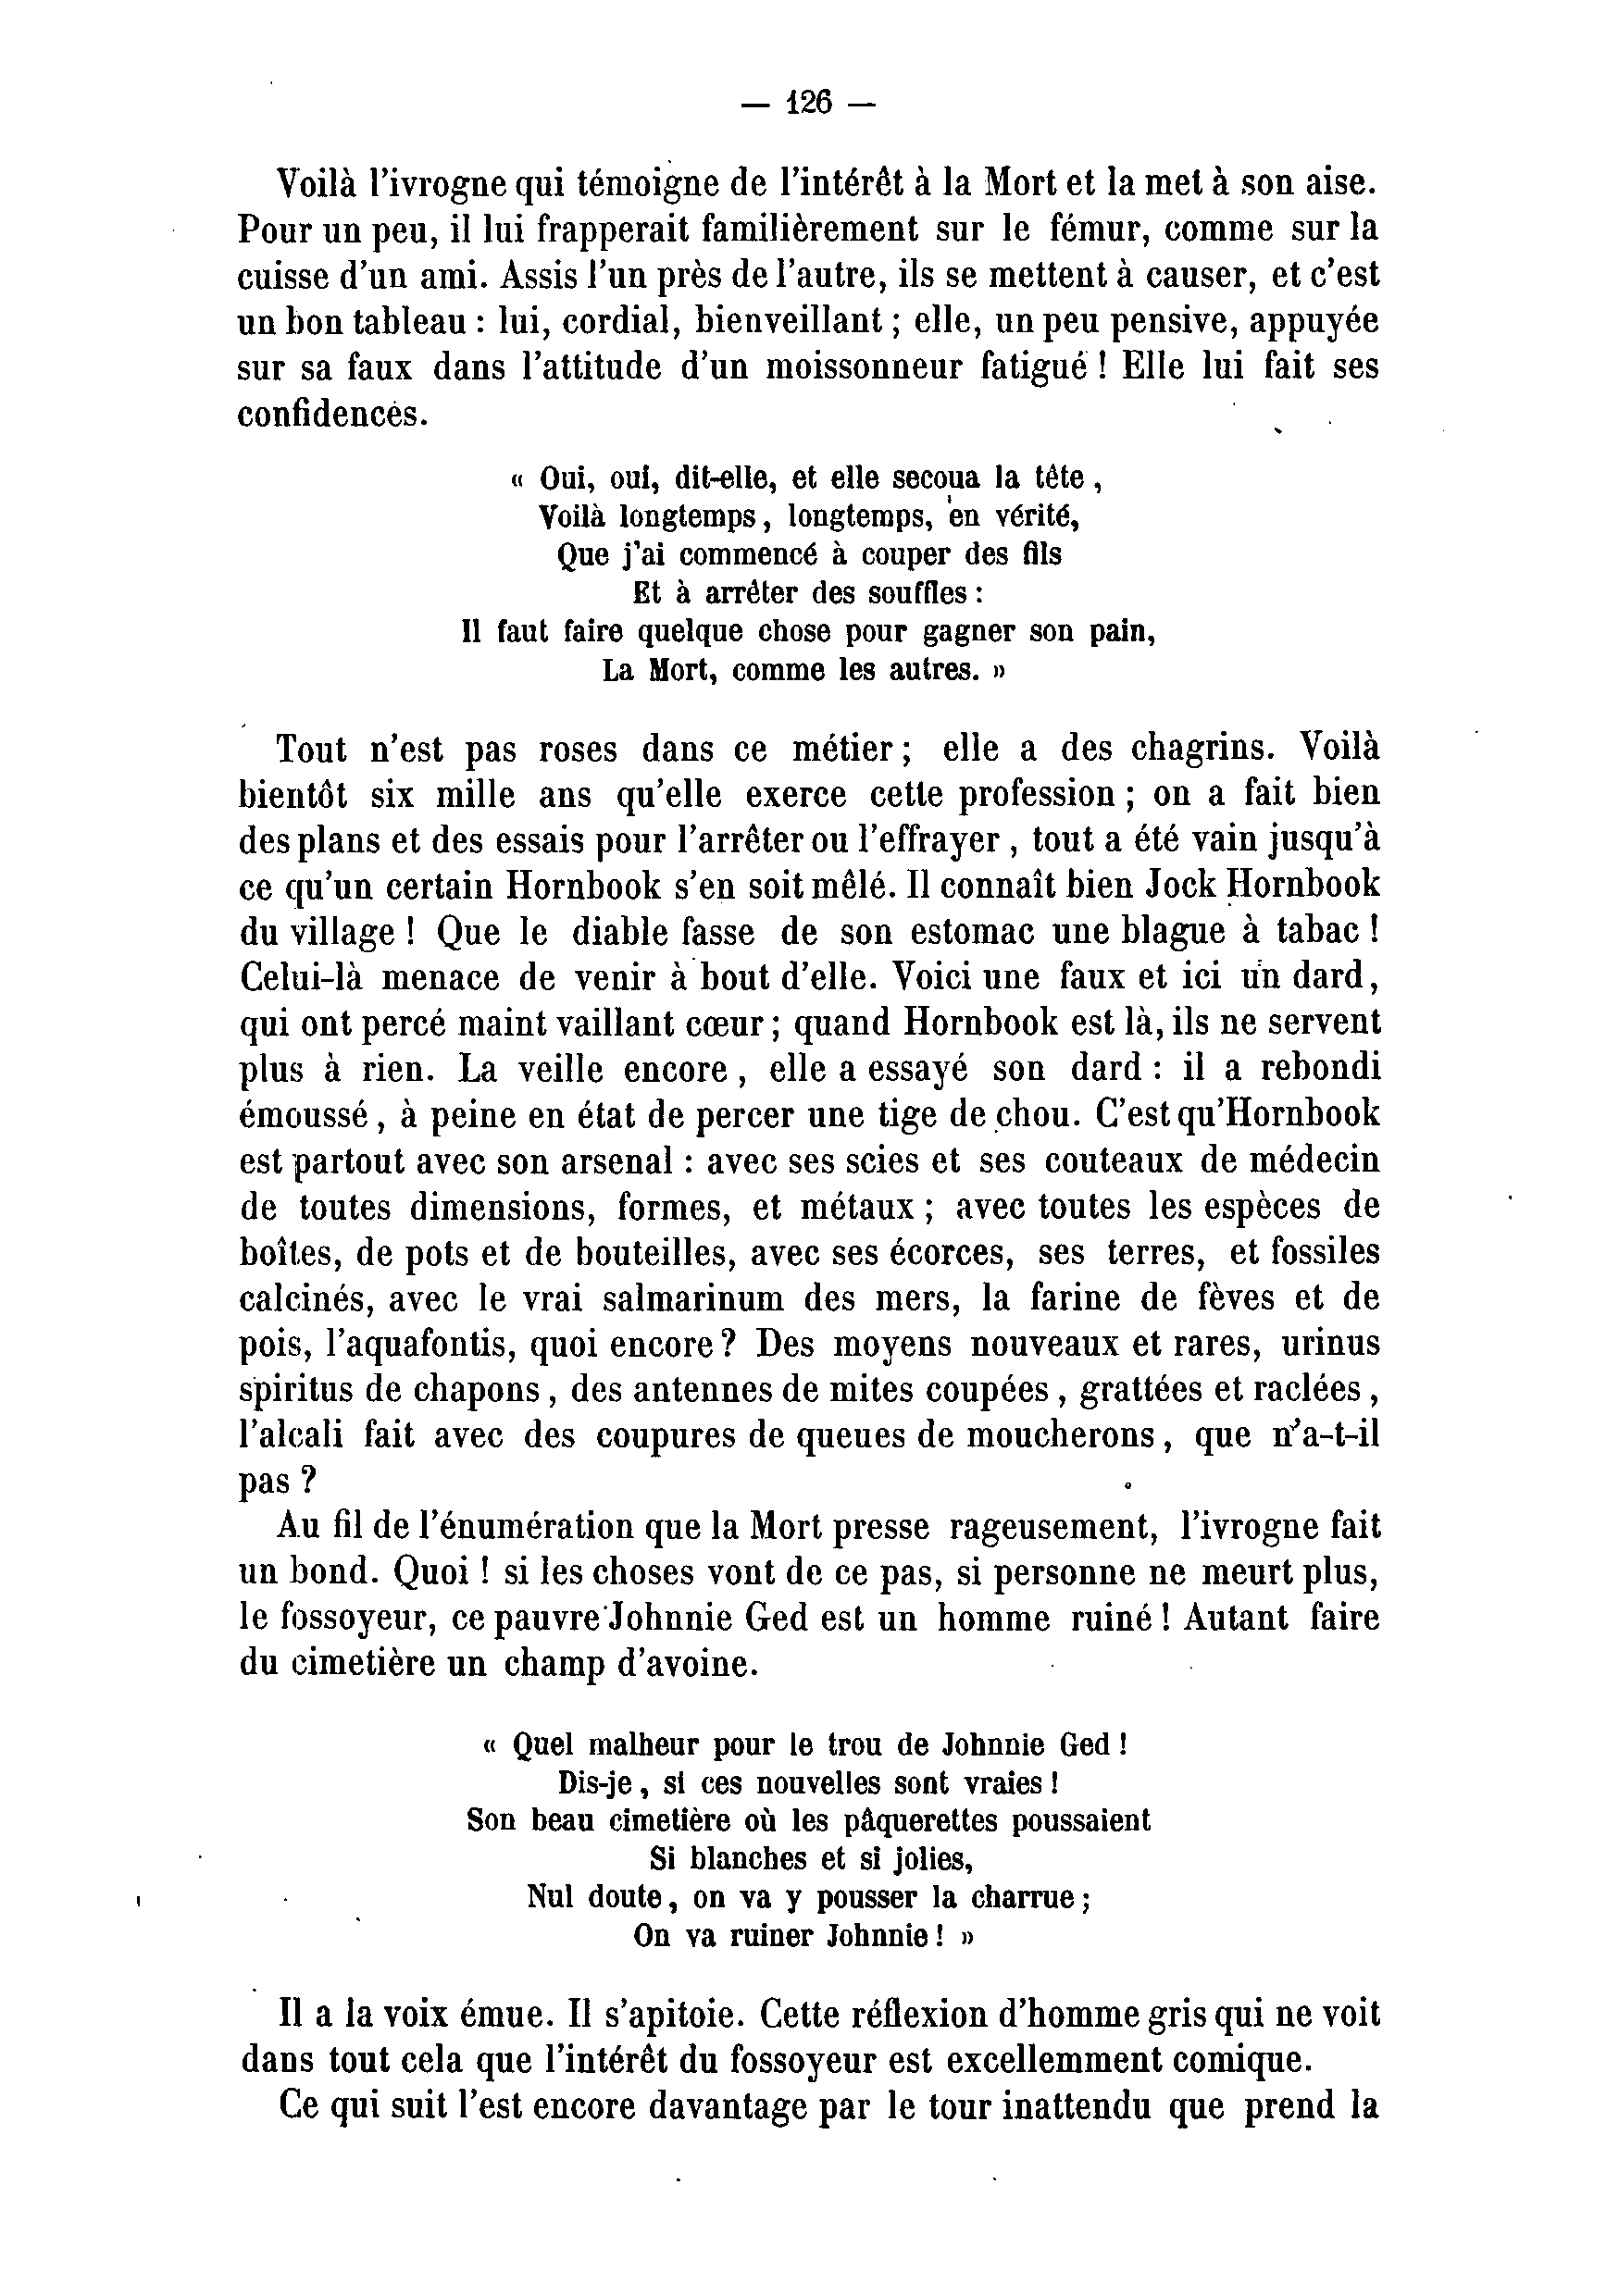 — 126 —
Voilà l'ivrogne qui témoigne de l'intérêt à la Mort et la met à son aise.
Pour un peu, il lui frapperait familièrement sur le fémur, comme sur la
cuisse d'un ami. Assis l'un près de l'autre, ils se mettent à causer, et c'est
un bon tableau : lui, cordial, bienveillant ; elle, un peu pensive, appuyée
sur sa faux dans l'attitude d'un moissonneur fatigué ! Elle lui fait ses
confidences.
« Oui, oui, dit-elle, et elle secoua la tête,
Voilà longtemps, longtemps, en vérité,
Que j'ai commencé à couper des fils
Et à arrêter des souffles :
Il faut faire quelque chose pour gagner son pain,
La Mort, comme les autres. »
Tout n'est pas roses dans ce métier ; elle a des chagrins. Voilà
bientôt six mille ans qu'elle exerce cette profession ; on a fait bien
des plans et des essais pour l'arrêter ou l'effrayer, tout a été vain jusqu'à
ce qu'un certain Hornbook s'en soit mêlé. Il connaît bien Jock Hornbook
du village ! Que le diable fasse de son estomac une blague à tabac !
Celui-là menace de venir à bout d'elle. Voici une faux et ici un dard,
qui ont percé maint vaillant cœur ; quand Hornbook est là, ils ne servent
plus à rien. La veille encore, elle a essayé son dard : il a rebondi
émoussé, à peine en état de percer une tige de chou. C'est qu'Hornbook
est partout avec son arsenal : avec ses scies et ses couteaux de médecin
de toutes dimensions, formes, et métaux ; avec toutes les espèces de
boîtes, de pots et de bouteilles, avec ses écorces, ses terres, et fossiles
calcinés, avec le vrai salmarinum des mers, la farine de fèves et de
pois, l'aquafontis, quoi encore ? Des moyens nouveaux et rares, urinus
spiritus de chapons, des antennes de mites coupées, grattées et raclées,
l'alcali fait avec des coupures de queues de moucherons, que n'a-t-il
pas ?
Au fil de l'énumération que la Mort presse rageusement, l'ivrogne fait
un bond. Quoi ! si les choses vont de ce pas, si personne ne meurt plus,
le fossoyeur, ce pauvre Johnnie Ged est un homme ruiné ! Autant faire
du cimetière un champ d'avoine.
« Quel malheur pour le trou de Johnnie Ged !
Dis-je, si ces nouvelles sont vraies !
Son beau cimetière où les pâquerettes poussaient
Si blanches et si jolies,
Nul doute, on va y pousser la charrue ;
On va ruiner Johnnie ! »
Il a la voix émue. Il s'apitoie. Cette réflexion d'homme gris qui ne voit
dans tout cela que l'intérêt du fossoyeur est excellemment comique.
Ce qui suit l'est encore davantage par le tour inattendu que prend la